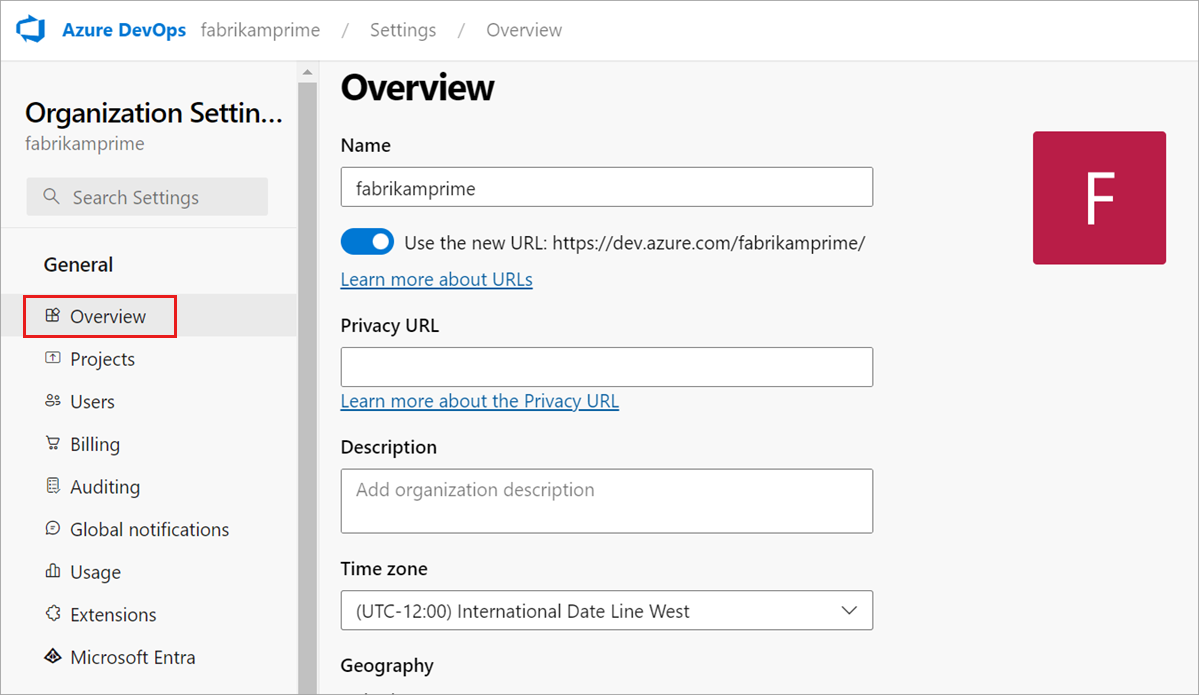 Azure DevOps fabrikamprime / Settings / Overview
Organization Settin...
fabrikamprime
Search Settings
General
Overview
Projects
Users
Billing
Auditing
Global notifications
Usage
Extensions
Microsoft Entra
Overview
Name
fabrikamprime
Use the new URL: https://dev.azure.com/fabrikamprime/
Learn more about URLs
Privacy URL
Learn more about the Privacy URL
Description
Add organization description
Time zone
(UTC-12:00) International Date Line West
Geography
F